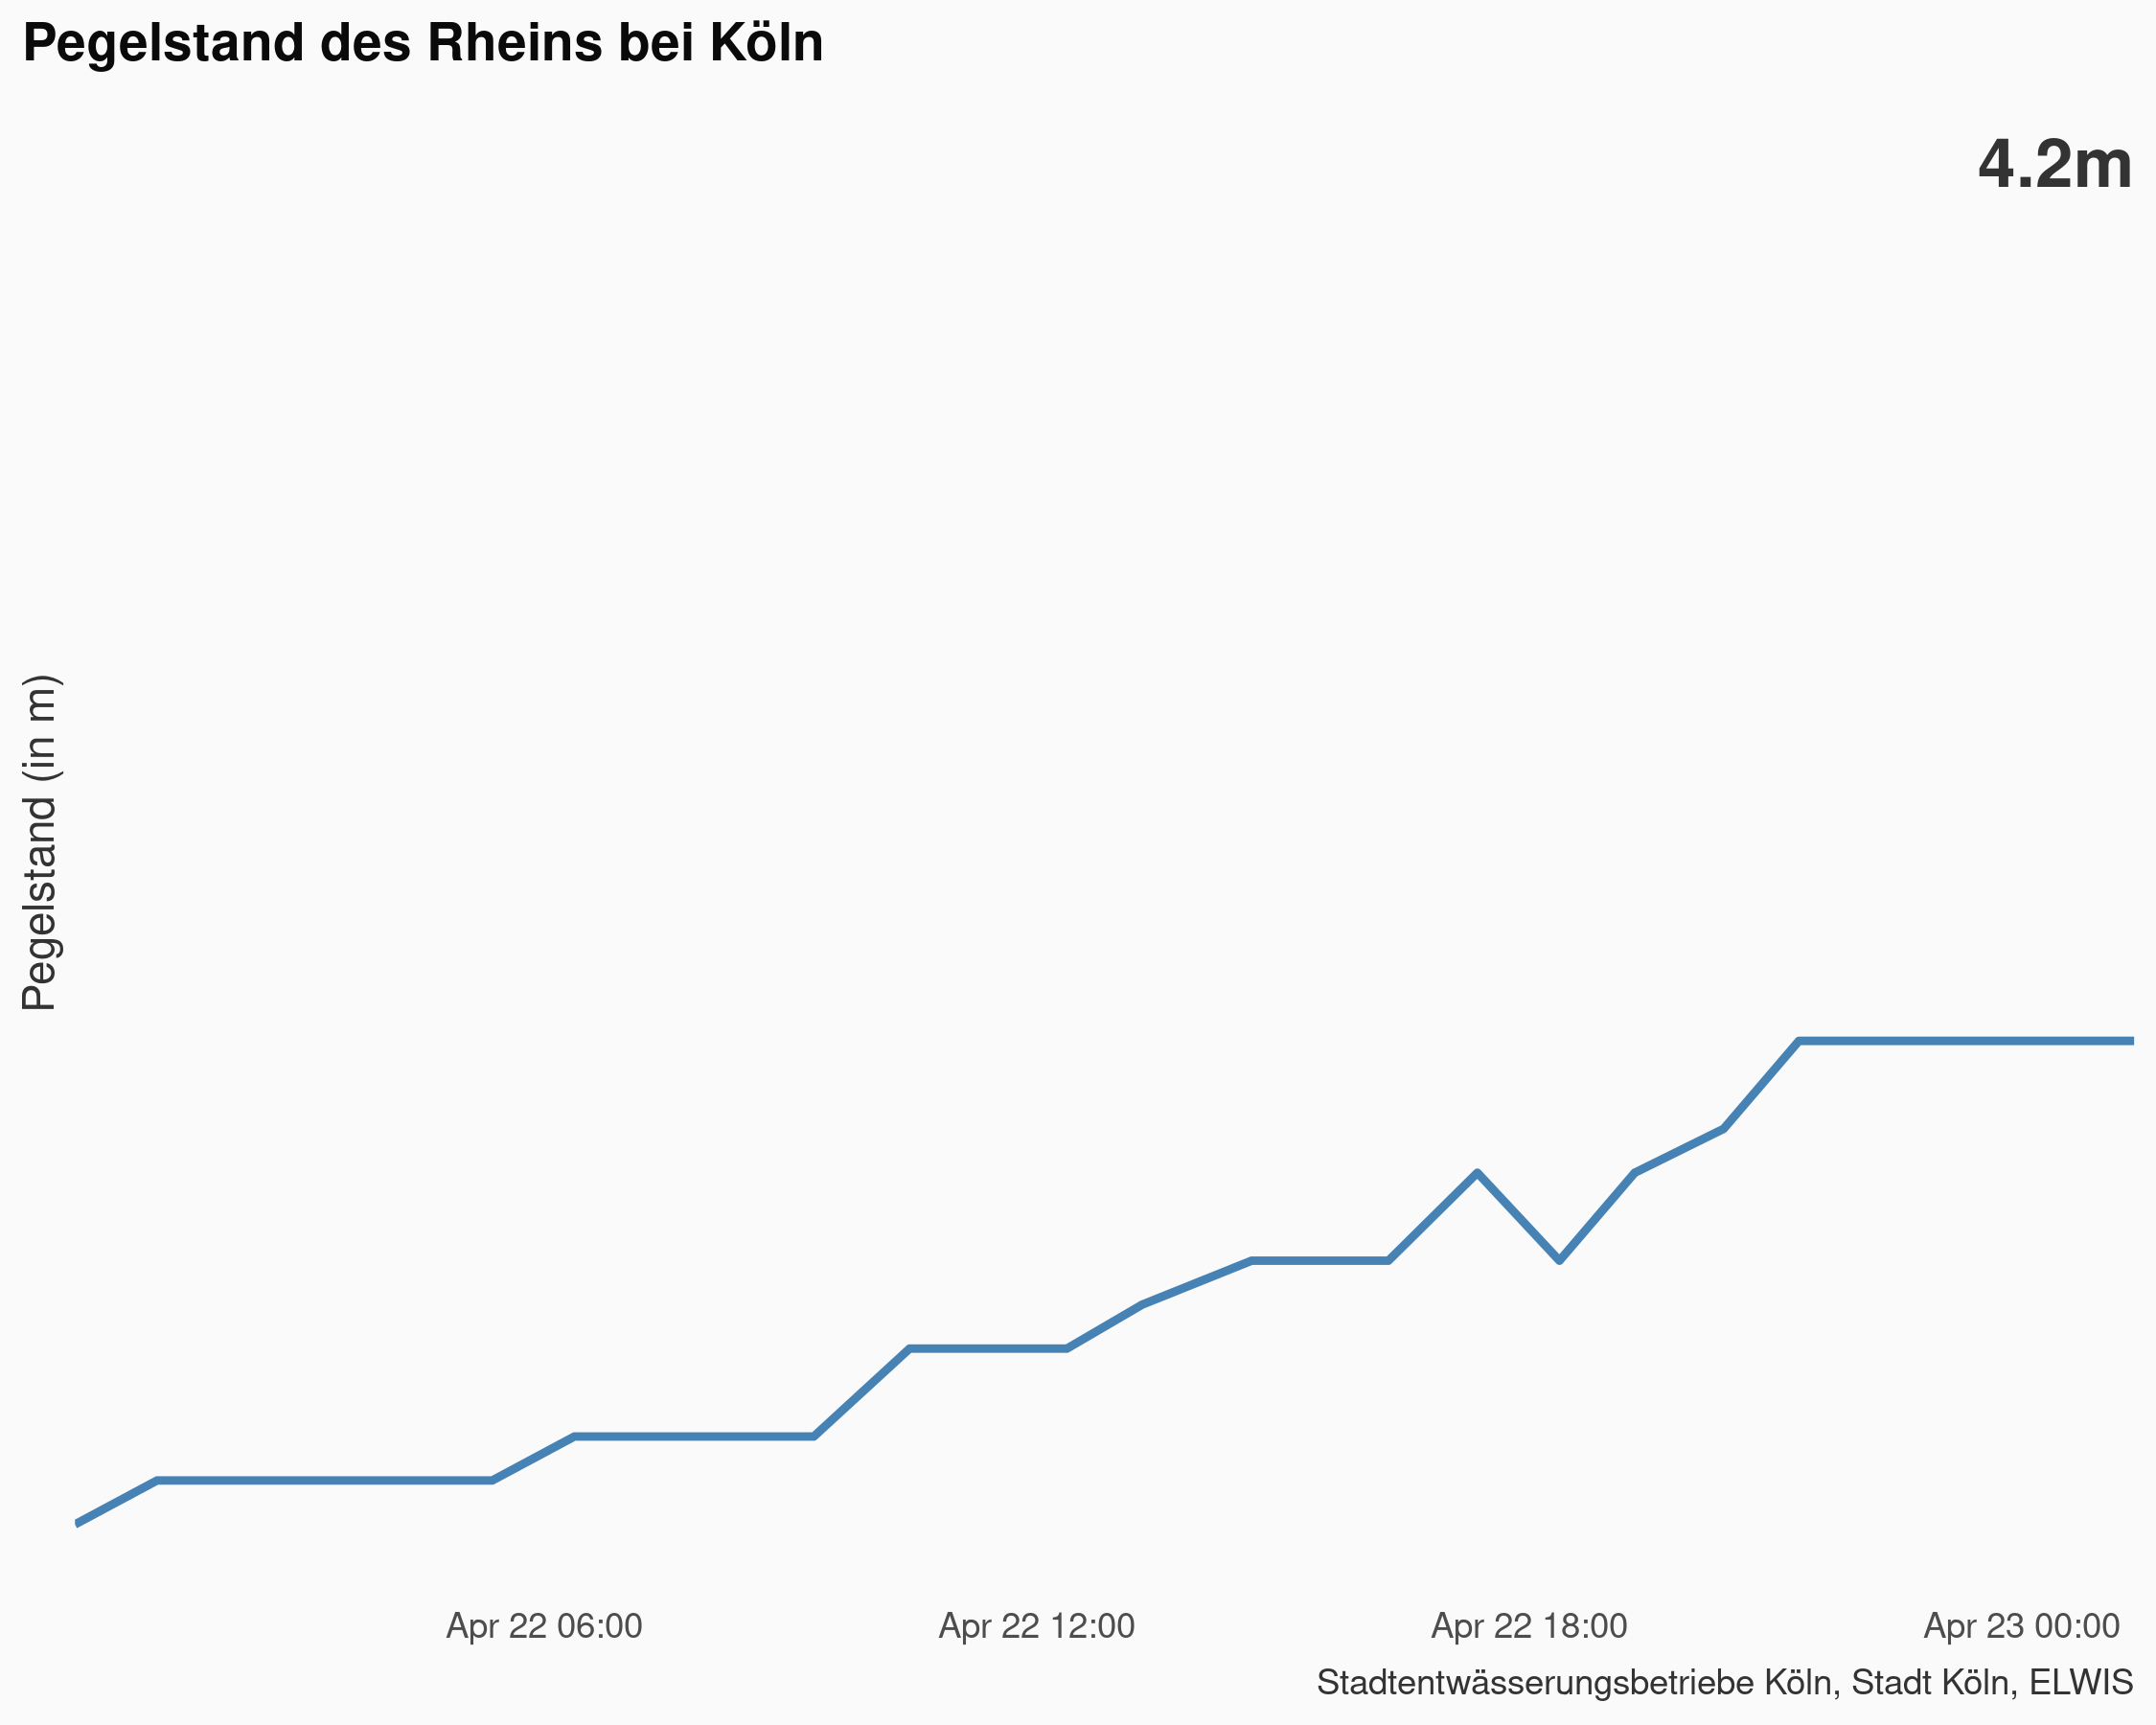 Pegelstand des Rheins bei Köln
4.2m
Pegelstand (in m)
Apr 22 06:00 Apr 22 12:00 Apr 22 18:00 Apr 23 00:00
Stadtentwässerungsbetriebe Köln, Stadt Köln, ELWIS